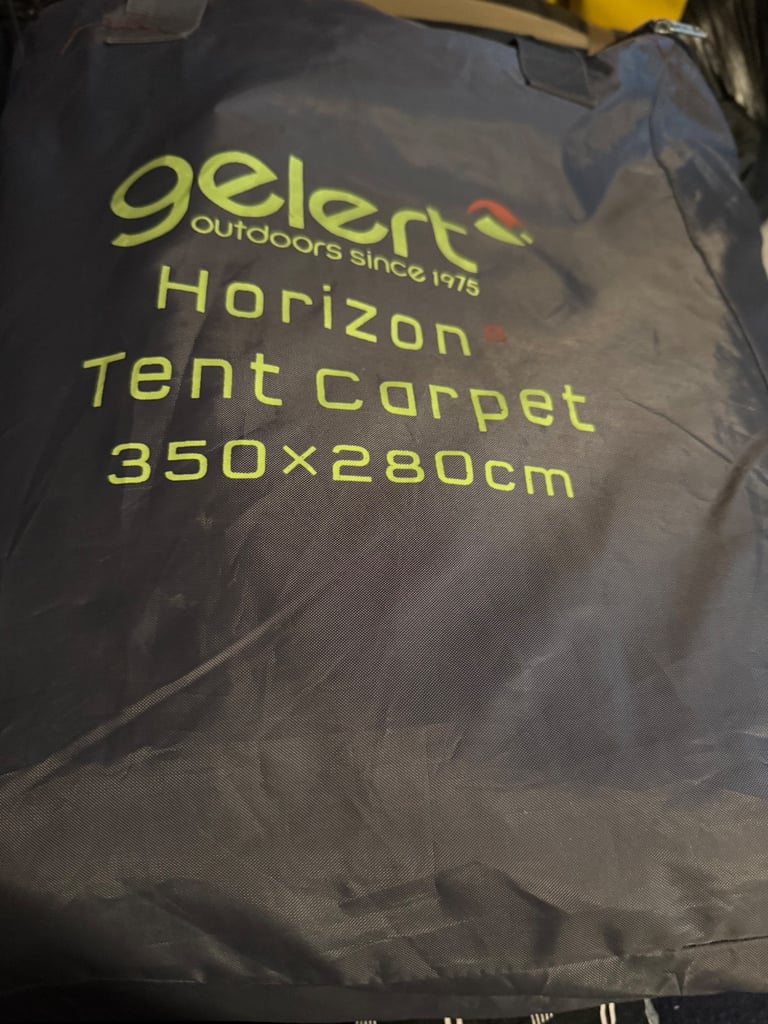 gelert
outdoors since 1975
Horizon
Tent Carpet
350×280cm